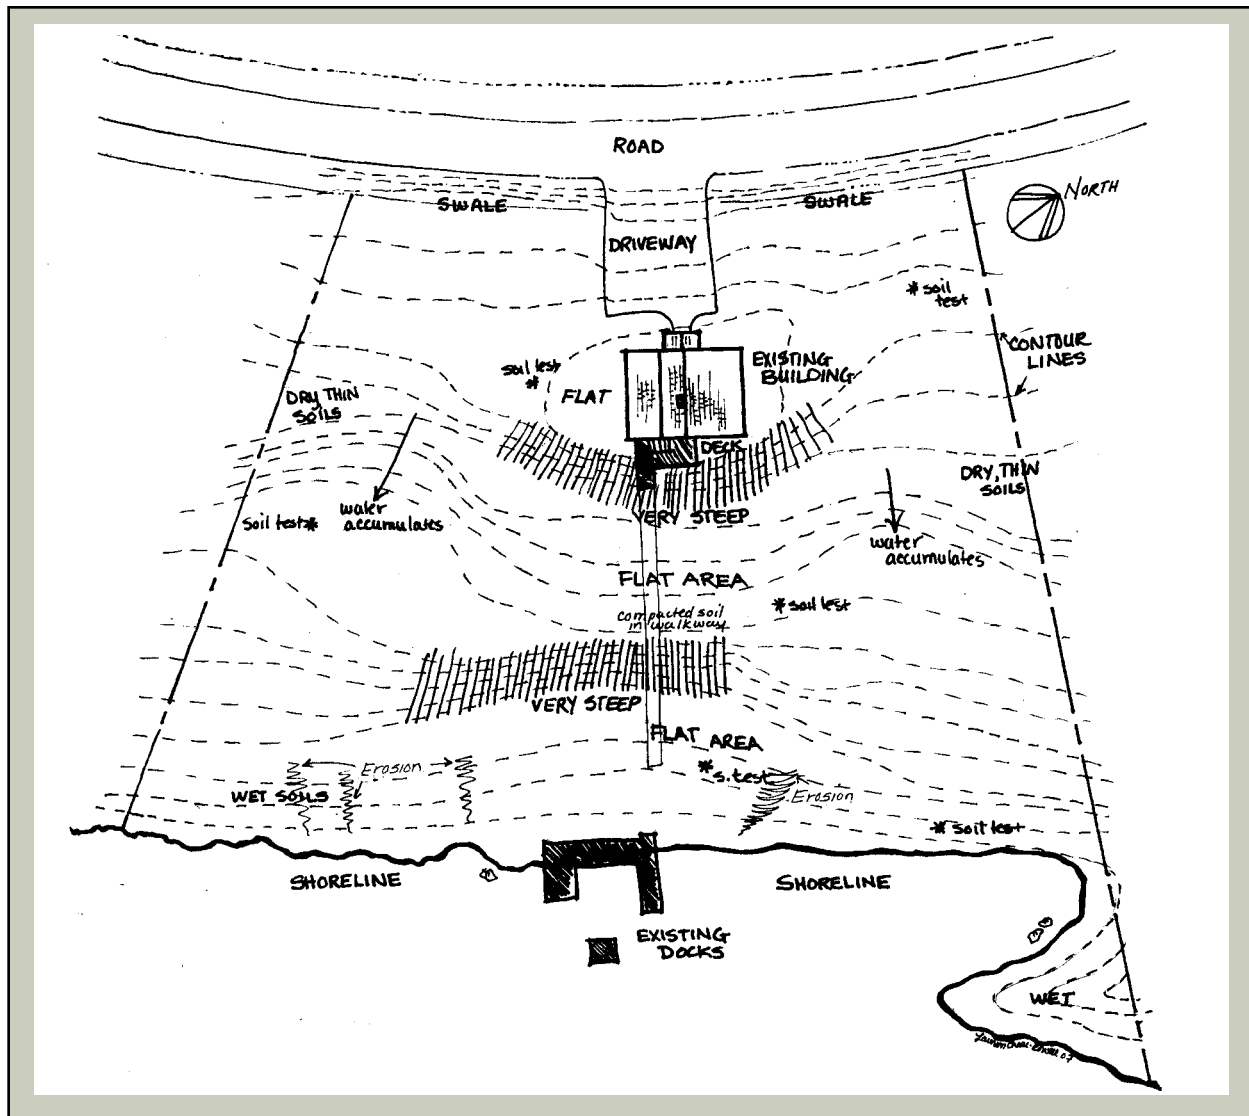 ROAD
SWALE
SWALE
NORTH
DRIVEWAY
* soil
test
CONTOUR
LINES
EXISTING
BUILDING
soil test
*
FLAT
DRY, THIN
SOILS
DECK
DRY, THIN
SOILS
water
accumulates
Soil test*
VERY STEEP
water
accumulates
FLAT AREA
* soil test
compacted soil
in walkway
VERY STEEP
FLAT AREA
Erosion
* s. test
WET SOILS
Erosion
* soil test
SHORELINE
SHORELINE
EXISTING
DOCKS
WET